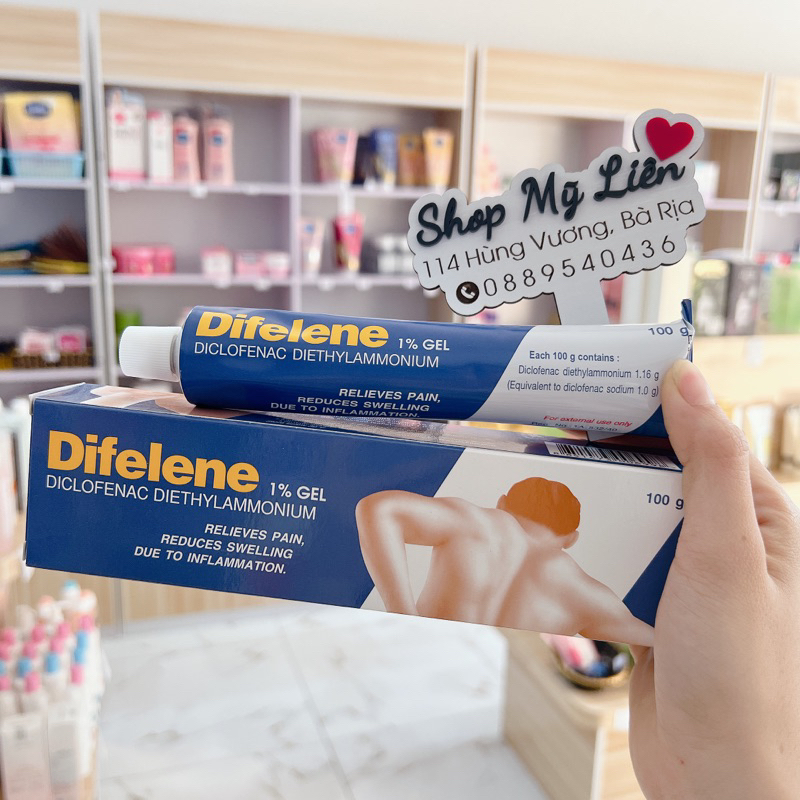 Shop Mỹ Liên
114 Hùng Vương, Bà Rịa
0889540436
Difelene 1% GEL
DICLOFENAC DIETHYLAMMONIUM
RELIEVES PAIN,
REDUCES SWELLING
DUE TO INFLAMMATION.
100 g
Each 100 g contains :
Diclofenac diethylammonium 1.16 g
(Equivalent to diclofenac sodium 1.0 g)
For external use only
Difelene 1% GEL
DICLOFENAC DIETHYLAMMONIUM
RELIEVES PAIN,
REDUCES SWELLING
DUE TO INFLAMMATION.
100 g